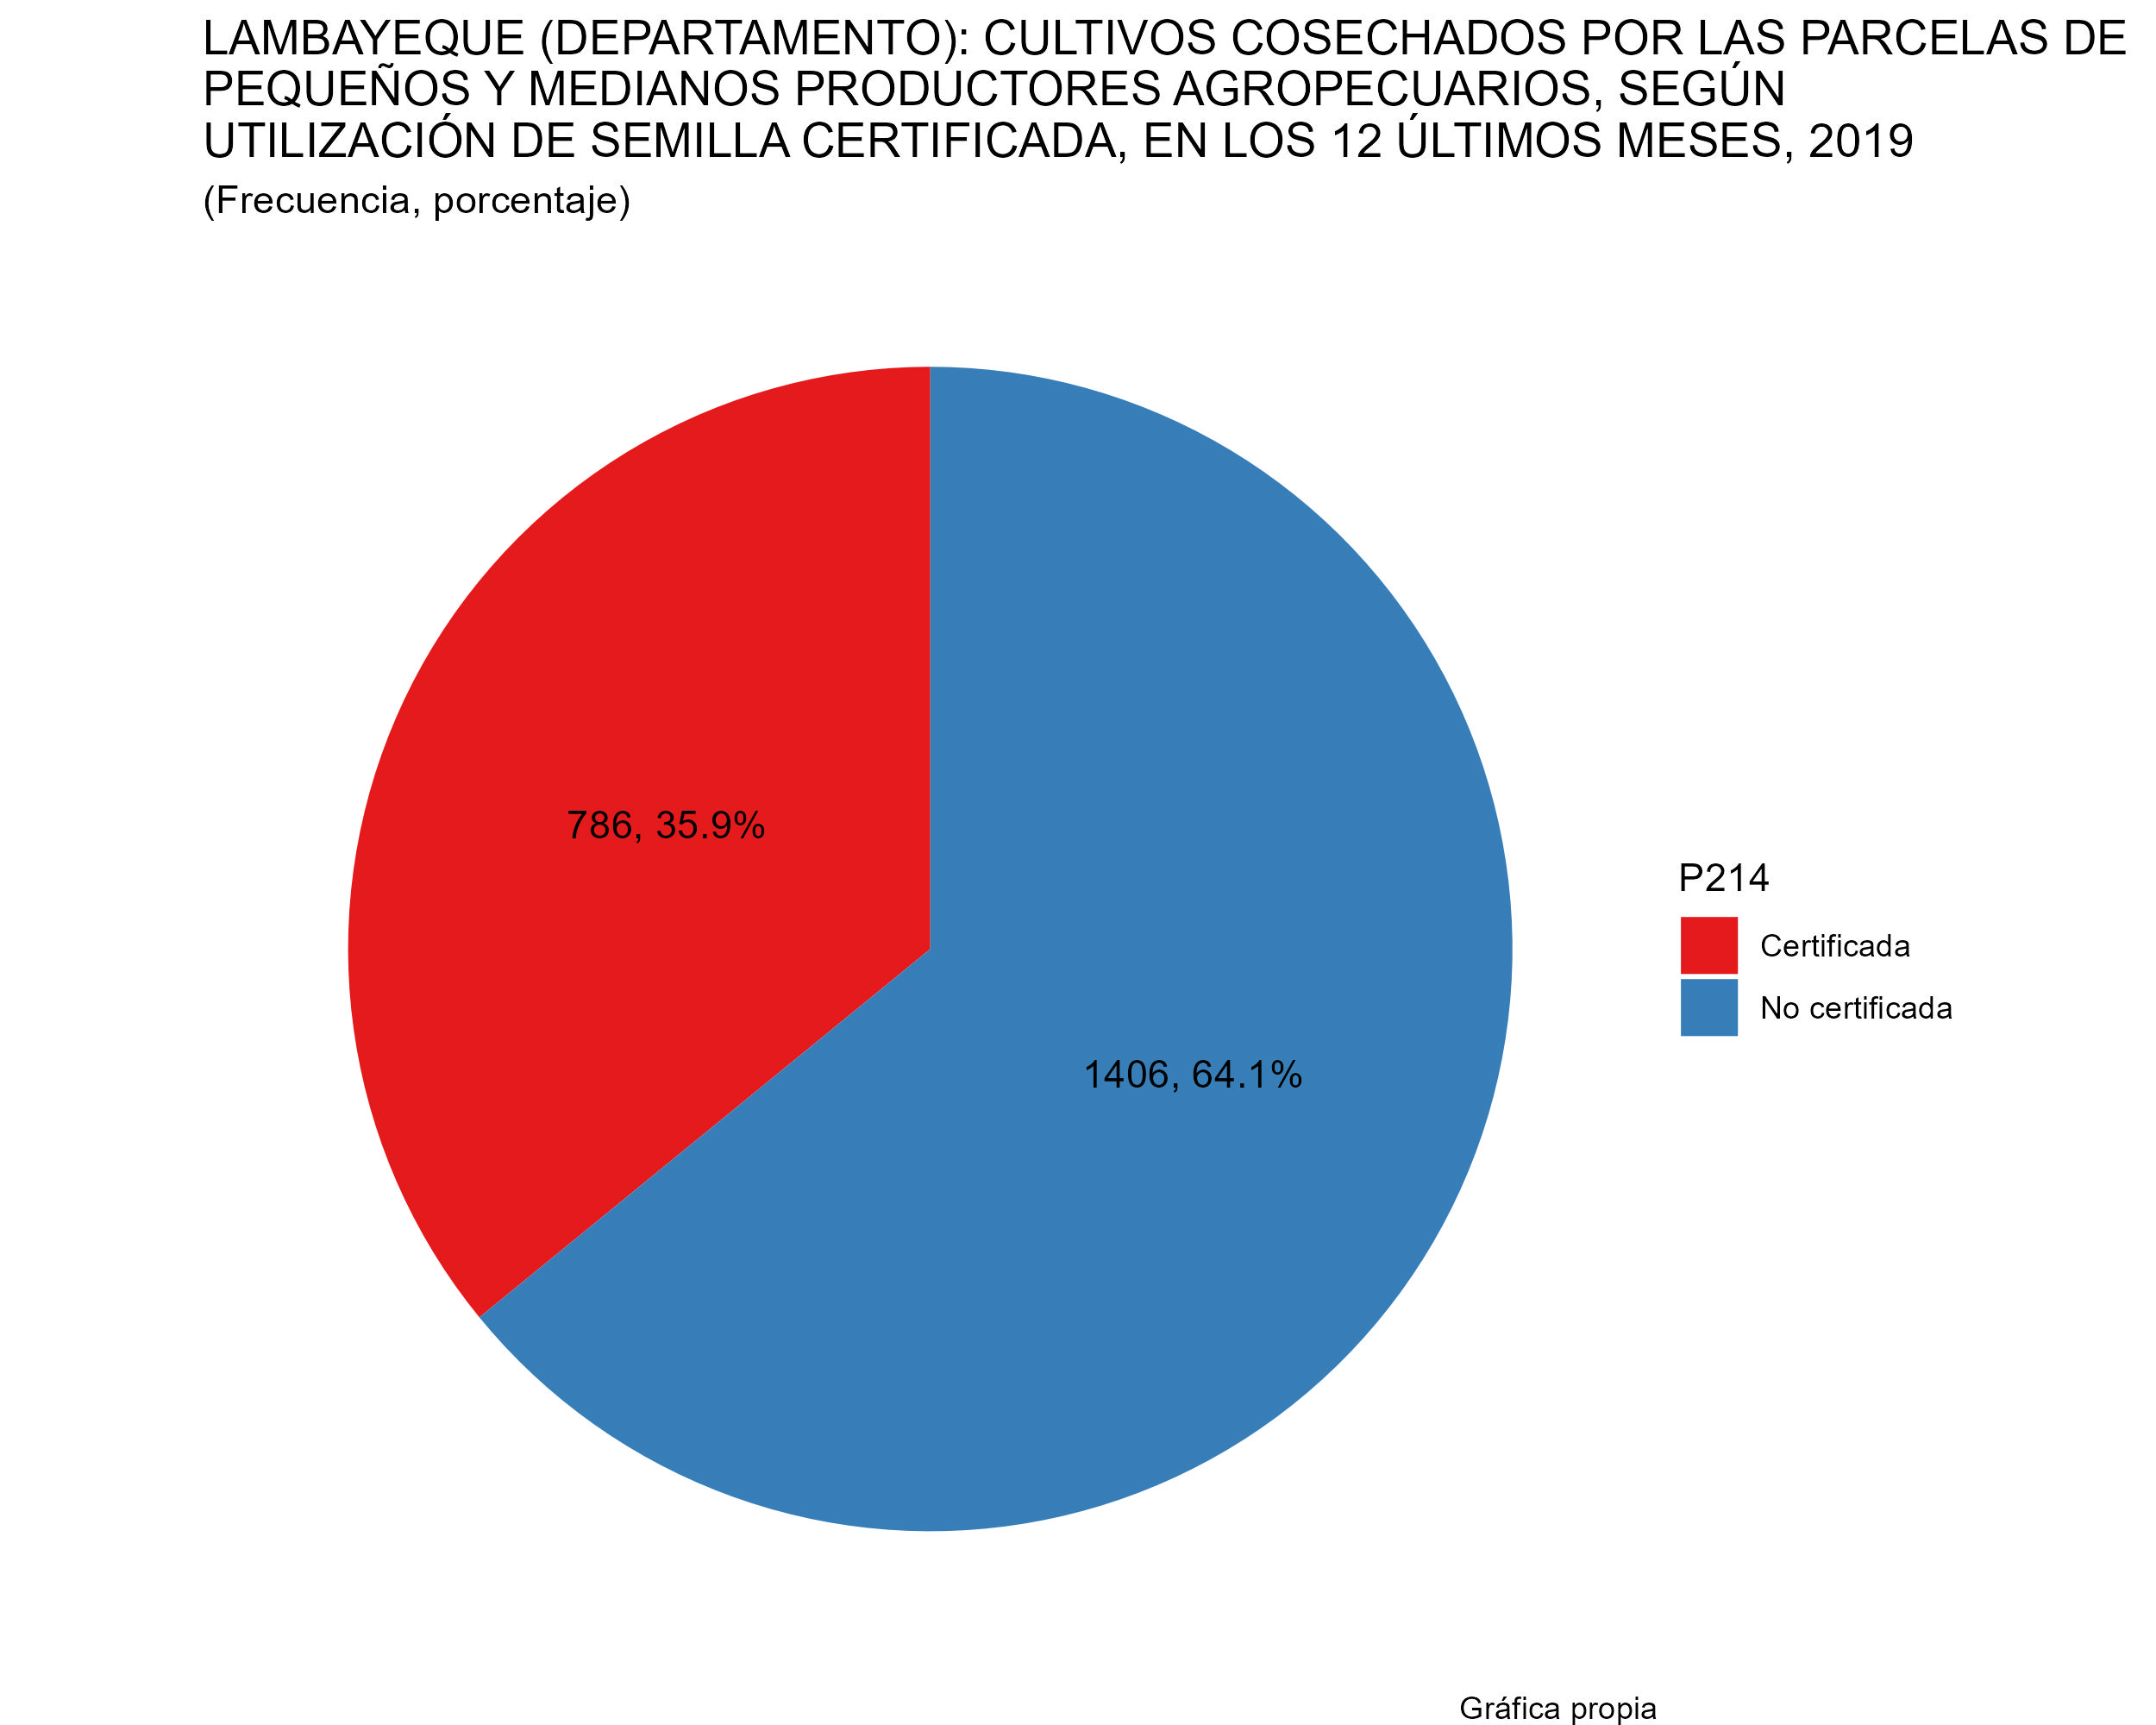 LAMBAYEQUE (DEPARTAMENTO): CULTIVOS COSECHADOS POR LAS PARCELAS DE
PEQUEÑOS Y MEDIANOS PRODUCTORES AGROPECUARIOS, SEGÚN
UTILIZACIÓN DE SEMILLA CERTIFICADA, EN LOS 12 ÚLTIMOS MESES, 2019
(Frecuencia, porcentaje)
786, 35.9%
1406, 64.1%
P214
Certificada
No certificada
Gráfica propia